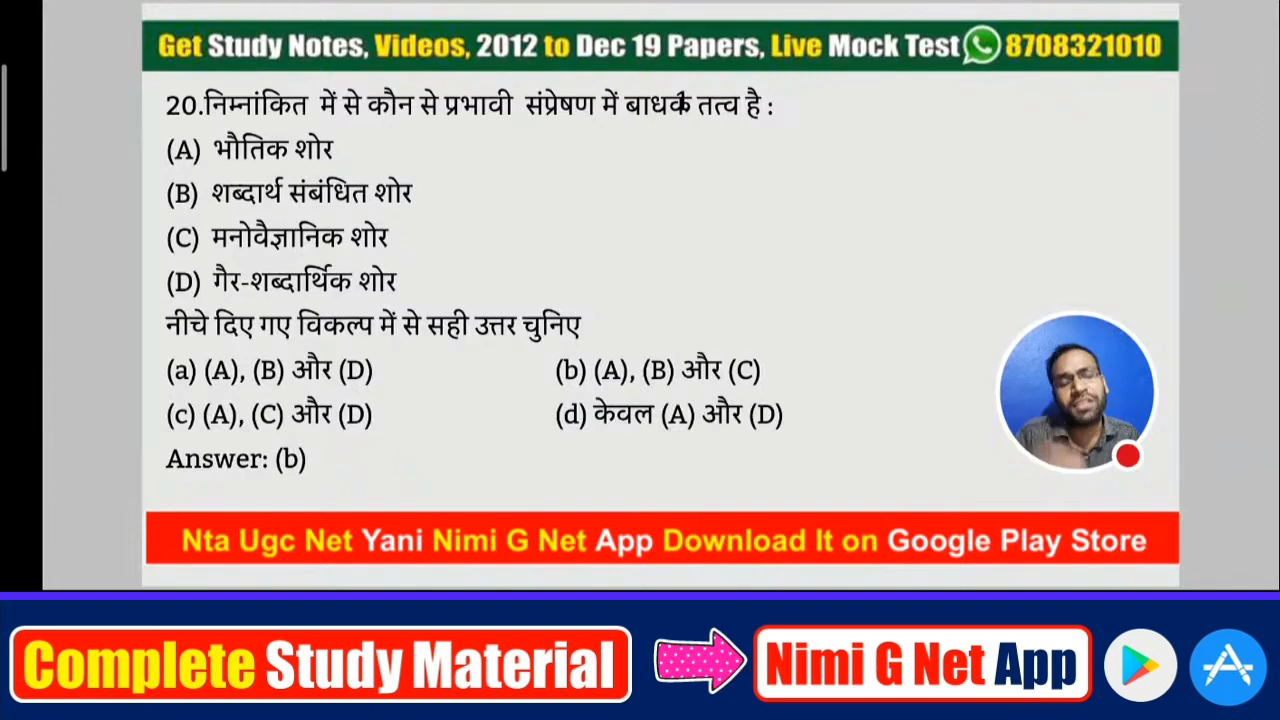 Get Study Notes, Videos, 2012 to Dec 19 Papers, Live Mock Test 8708321010
20.निम्नांकित में से कौन से प्रभावी संप्रेषण में बाधक तत्व है :
(A) भौतिक शोर
(B) शब्दार्थ संबंधित शोर
(C) मनोवैज्ञानिक शोर
(D) गैर-शब्दार्थिक शोर
नीचे दिए गए विकल्प में से सही उत्तर चुनिए
(a) (A), (B) और (D) (b) (A), (B) और (C)
(c) (A), (C) और (D) (d) केवल (A) और (D)
Answer: (b)
Nta Ugc Net Yani Nimi G Net App Download It on Google Play Store
Complete Study Material Nimi G Net App